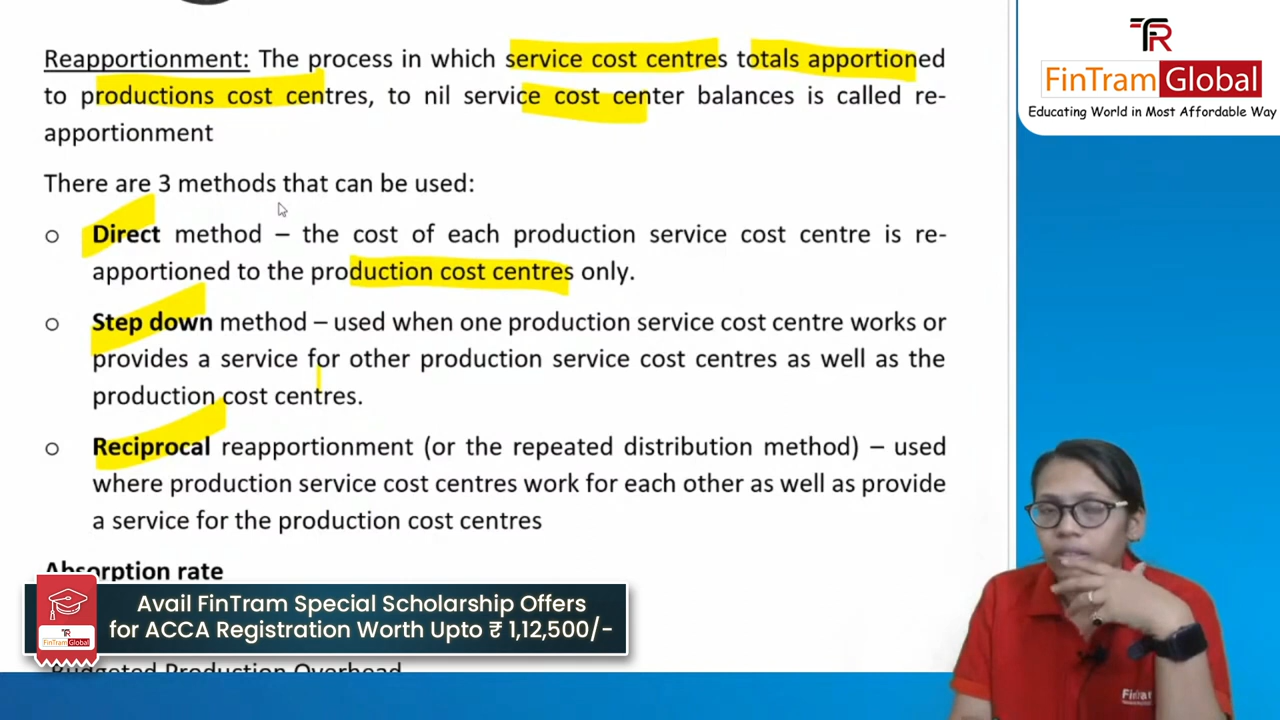 Reapportionment: The process in which service cost centres totals apportioned
to productions cost centres, to nil service cost center balances is called re-
apportionment
There are 3 methods that can be used:
o Direct method – the cost of each production service cost centre is re-
apportioned to the production cost centres only.
o Step down method – used when one production service cost centre works or
provides a service for other production service cost centres as well as the
production cost centres.
o Reciprocal reapportionment (or the repeated distribution method) – used
where production service cost centres work for each other as well as provide
a service for the production cost centres
Absorption rate
Budgeted Production Overhead
FinTram Global
Educating World in Most Affordable Way
FinTram Global
Avail FinTram Special Scholarship Offers
for ACCA Registration Worth Upto ₹ 1,12,500/-